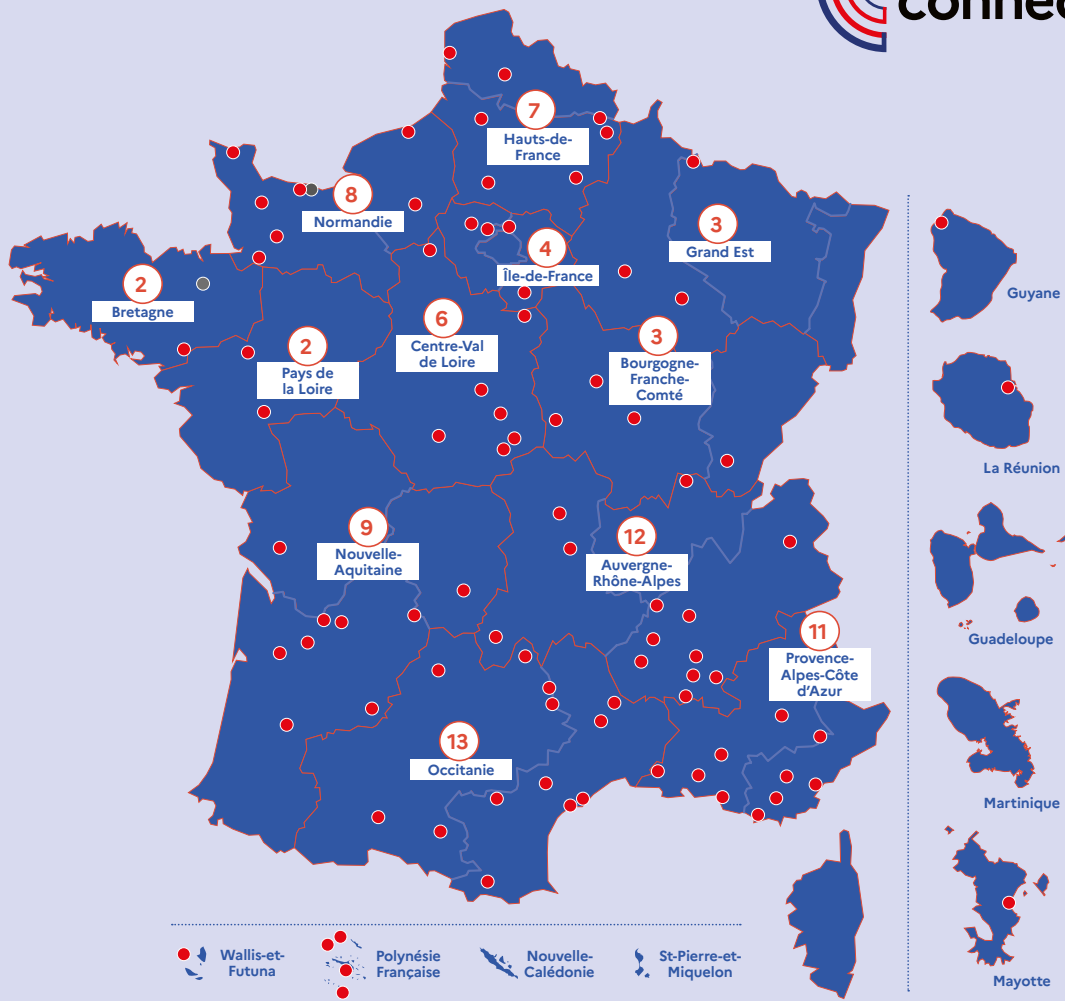 connec
7
Hauts-de-
France
8
Normandie
3
Grand Est
4
Île-de-France
2
Bretagne
6
Centre-Val
de Loire
2
Pays de
la Loire
3
Bourgogne-
Franche-
Comté
9
Nouvelle-
Aquitaine
12
Auvergne-
Rhône-Alpes
11
Provence-
Alpes-Côte
d'Azur
13
Occitanie
Guyane
La Réunion
Guadeloupe
Martinique
Mayotte
Wallis-et-
Futuna
Polynésie
Française
Nouvelle-
Calédonie
St-Pierre-et-
Miquelon